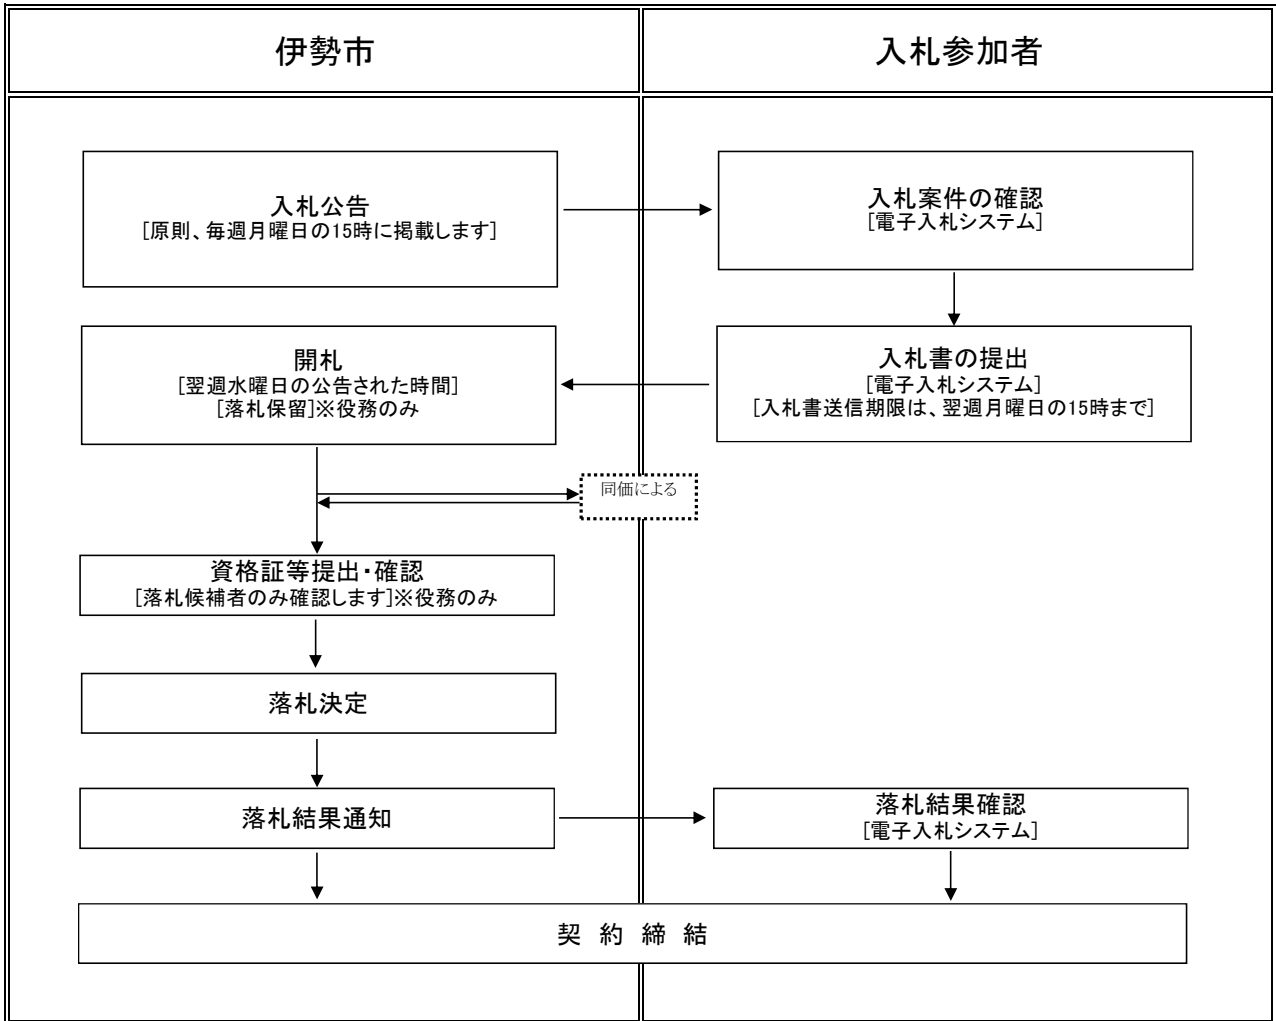 伊勢市
入札参加者
入札公告
[原則、毎週月曜日の15時に掲載します]
入札案件の確認
[電子入札システム]
入札書の提出
[電子入札システム]
[入札書送信期限は、翌週月曜日の15時まで]
開札
[翌週水曜日の公告された時間]
[落札保留]※役務のみ
同価による
資格証等提出・確認
[落札候補者のみ確認します]※役務のみ
落札決定
落札結果通知
落札結果確認
[電子入札システム]
契 約 締 結